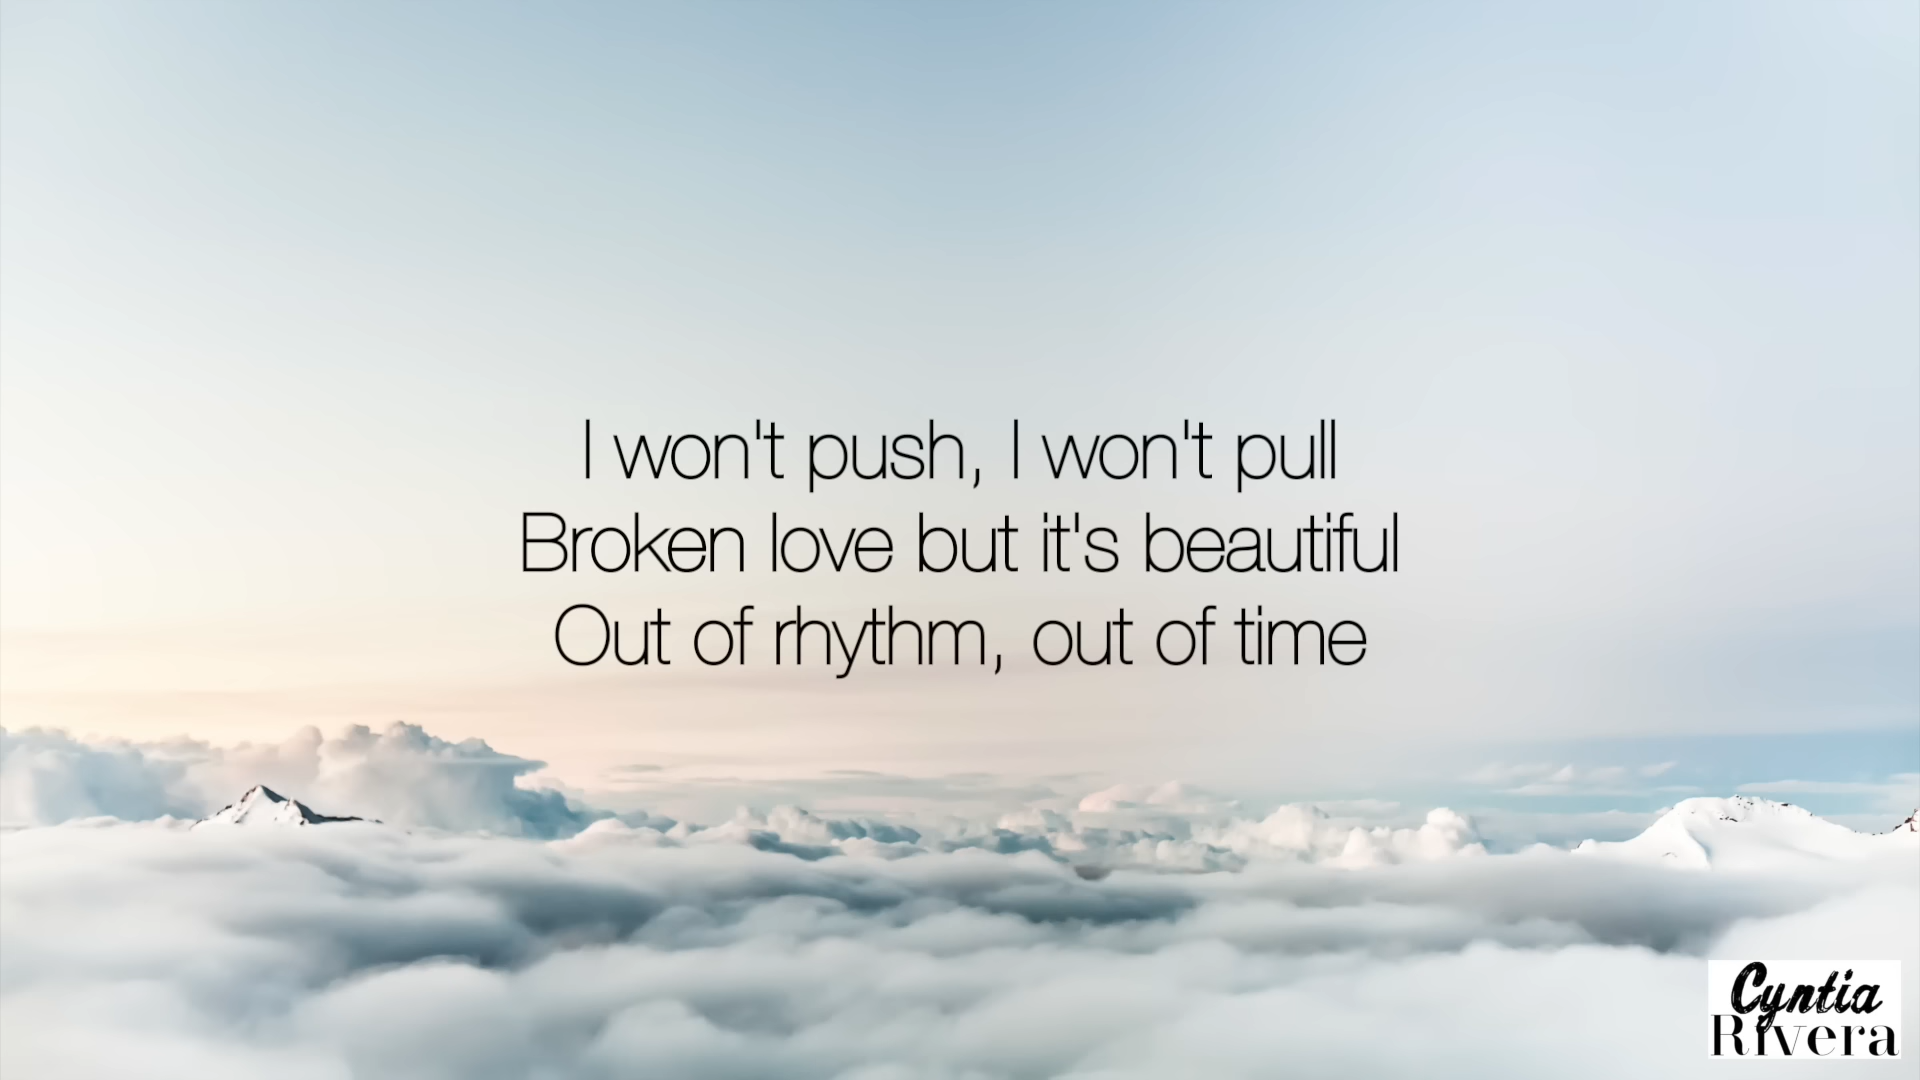 I won't push, I won't pull
Broken love but it's beautiful
Out of rhythm, out of time
Cyntia
Rivera